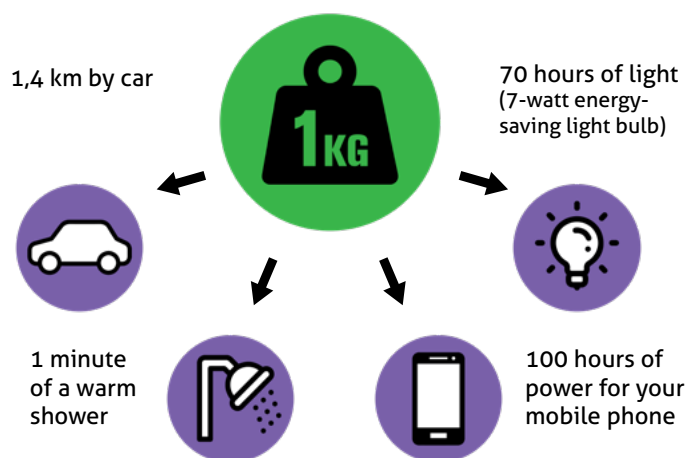 1,4 km by car
1KG
70 hours of light
(7-watt energy-
saving light bulb)
1 minute
of a warm
shower
100 hours of
power for your
mobile phone